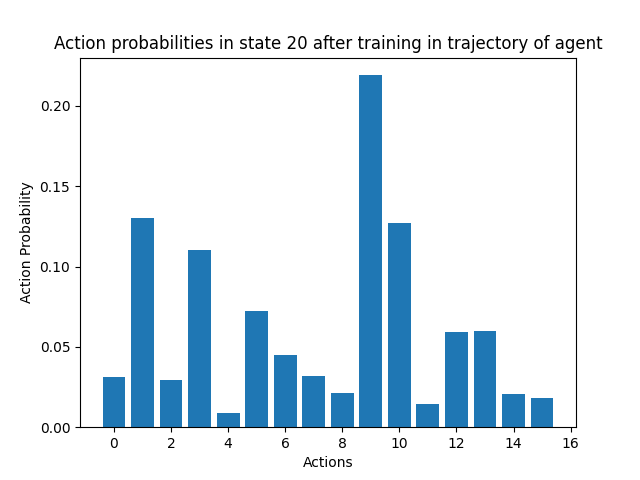 Action probabilities in state 20 after training in trajectory of agent
0.20
0.15
0.10
0.05
0.00
Action Probability
0 2 4 6 8 10 12 14 16
Actions